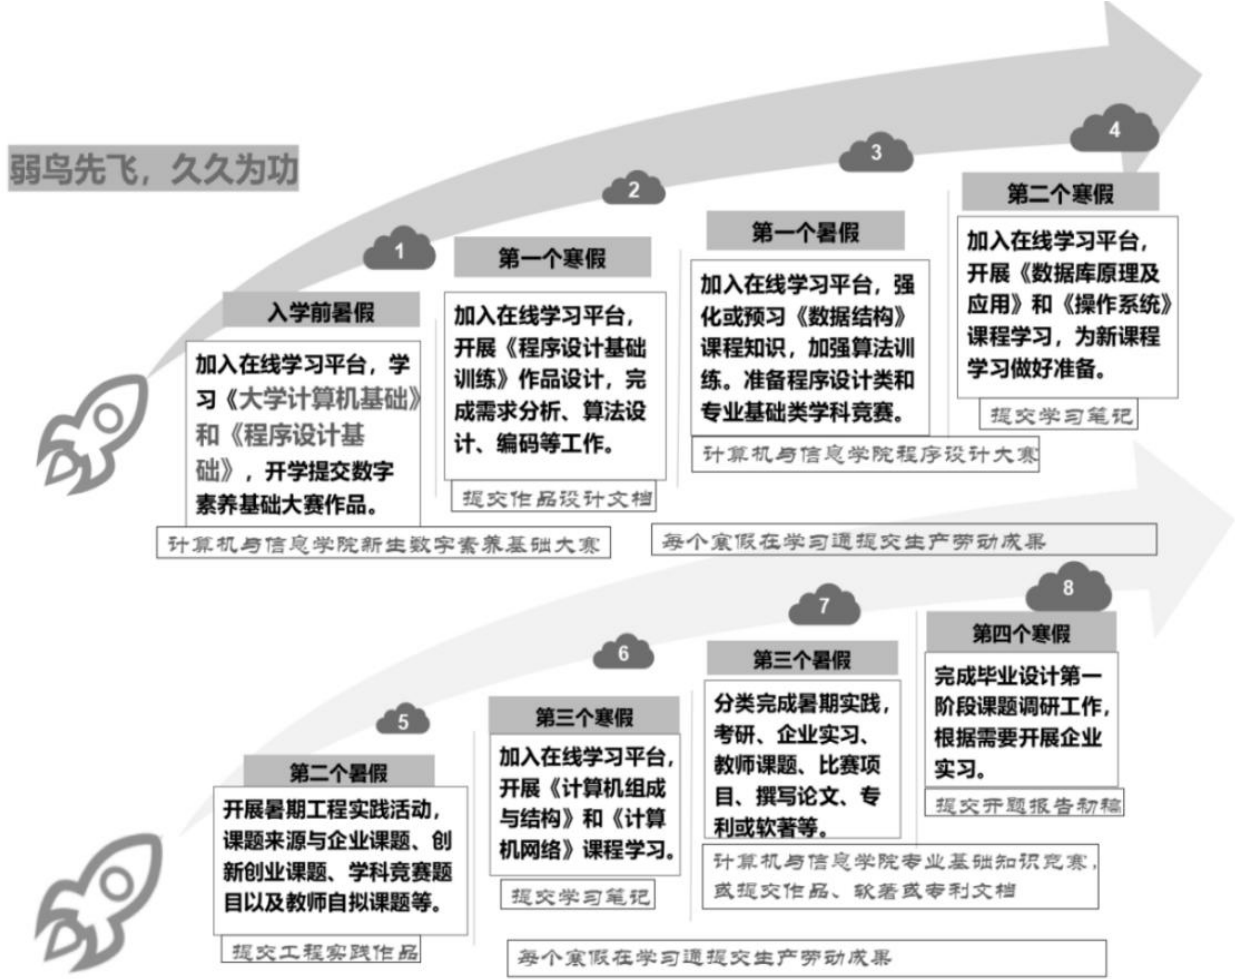 弱鸟先飞，久久为功
1
入学前暑假
加入在线学习平台，学
习《大学计算机基础》
和《程序设计基
础》，开学提交数字
素养基础大赛作品。
计算机与信息学院新生数字素养基础大赛
2
第一个寒假
加入在线学习平台，
开展《程序设计基础
训练》作品设计，完
成需求分析、算法设
计、编码等工作。
提交作品设计文档
3
第一个暑假
加入在线学习平台，强
化或预习《数据结构》
课程知识，加强算法训
练。准备程序设计类和
专业基础类学科竞赛。
计算机与信息学院程序设计大赛
4
第二个寒假
加入在线学习平台，
开展《数据库原理及
应用》和《操作系统》
课程学习，为新课程
学习做好准备。
提交学习笔记
每个寒假在学习通提交生产劳动成果
5
第二个暑假
开展暑期工程实践活动，
课题来源与企业课题、创
新创业课题、学科竞赛题
目以及教师自拟课题等。
提交工程实践作品
6
第三个寒假
加入在线学习平台，
开展《计算机组成
与结构》和《计算
机网络》课程学习。
提交学习笔记
7
第三个暑假
分类完成暑期实践，
考研、企业实习、
教师课题、比赛项
目、撰写论文、专
利或软著等。
计算机与信息学院专业基础知识竞赛，
或提交作品、软著或专利文档
8
第四个寒假
完成毕业设计第一
阶段课题调研工作，
根据需要开展企业
实习。
提交开题报告初稿
每个寒假在学习通提交生产劳动成果